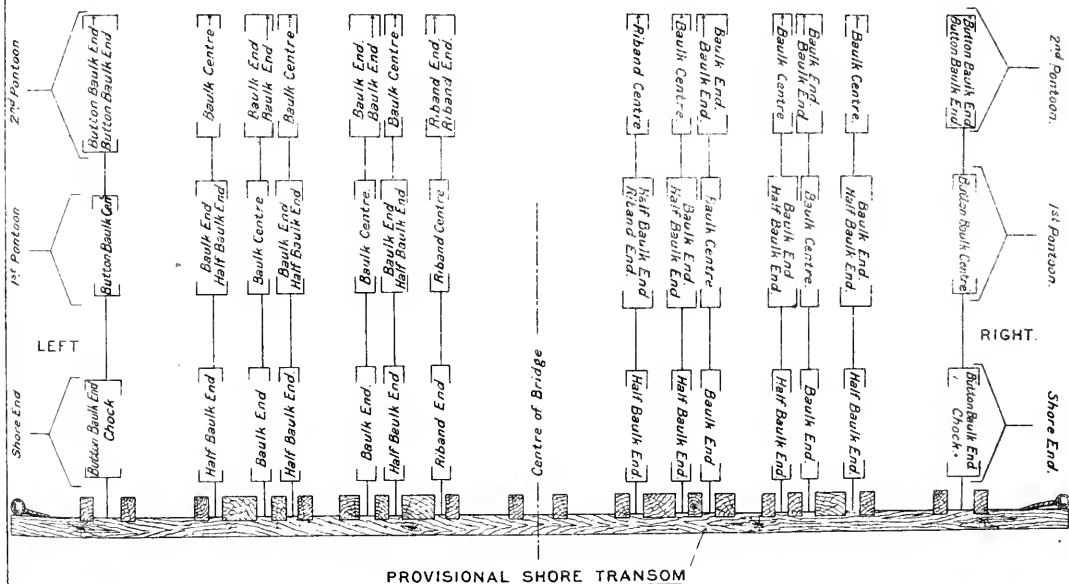 2nd Pontoon
Button Baulk End
Button Baulk End
Baulk Centre
Baulk End
Baulk End
Baulk Centre
Baulk End
Baulk End
Baulk Centre
Riband End
Riband End.
Riband Centre
Baulk Centre
Baulk End.
Baulk End.
Baulk Centre
Baulk End.
Baulk End.
Baulk Centre.
Button Baulk End
Button Baulk End
2nd Pontoon.
1st Pontoon
Button Baulk Cent
Baulk End
Half Baulk End
Baulk Centre
Baulk End
Half Baulk End
Baulk Centre.
Baulk End
Half Baulk End
Riband Centre
Half Baulk End
Riband End.
Baulk End.
Half Baulk End
Baulk Centre
Baulk End
Half Baulk End.
Baulk Centre.
Baulk End.
Half Baulk End.
Button Baulk Centre
1st Pontoon.
LEFT
RIGHT.
Shore End
Button Baulk End
Chock
Half Baulk End
Baulk End
Half Baulk End.
Baulk End.
Half Baulk End
Riband End
Centre of Bridge
Half Baulk End.
Half Baulk End.
Baulk End
Half Baulk End.
Baulk End.
Half Baulk End.
Button Baulk End
Chock.
Shore End.
PROVISIONAL SHORE TRANSOM